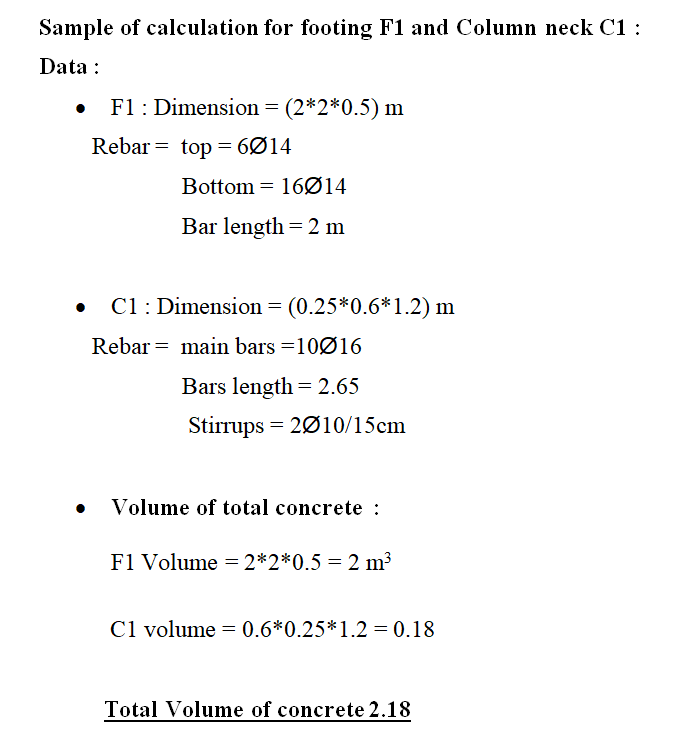 Sample of calculation for footing F1 and Column neck C1 :
Data :
• F1 : Dimension = (2*2*0.5) m
Rebar = top = 6Ø14
Bottom = 16Ø14
Bar length = 2 m
• C1 : Dimension = (0.25*0.6*1.2) m
Rebar = main bars =10Ø16
Bars length = 2.65
Stirrups = 2Ø10/15cm
• Volume of total concrete :
F1 Volume = 2*2*0.5 = 2 m³
C1 volume = 0.6*0.25*1.2 = 0.18
Total Volume of concrete 2.18